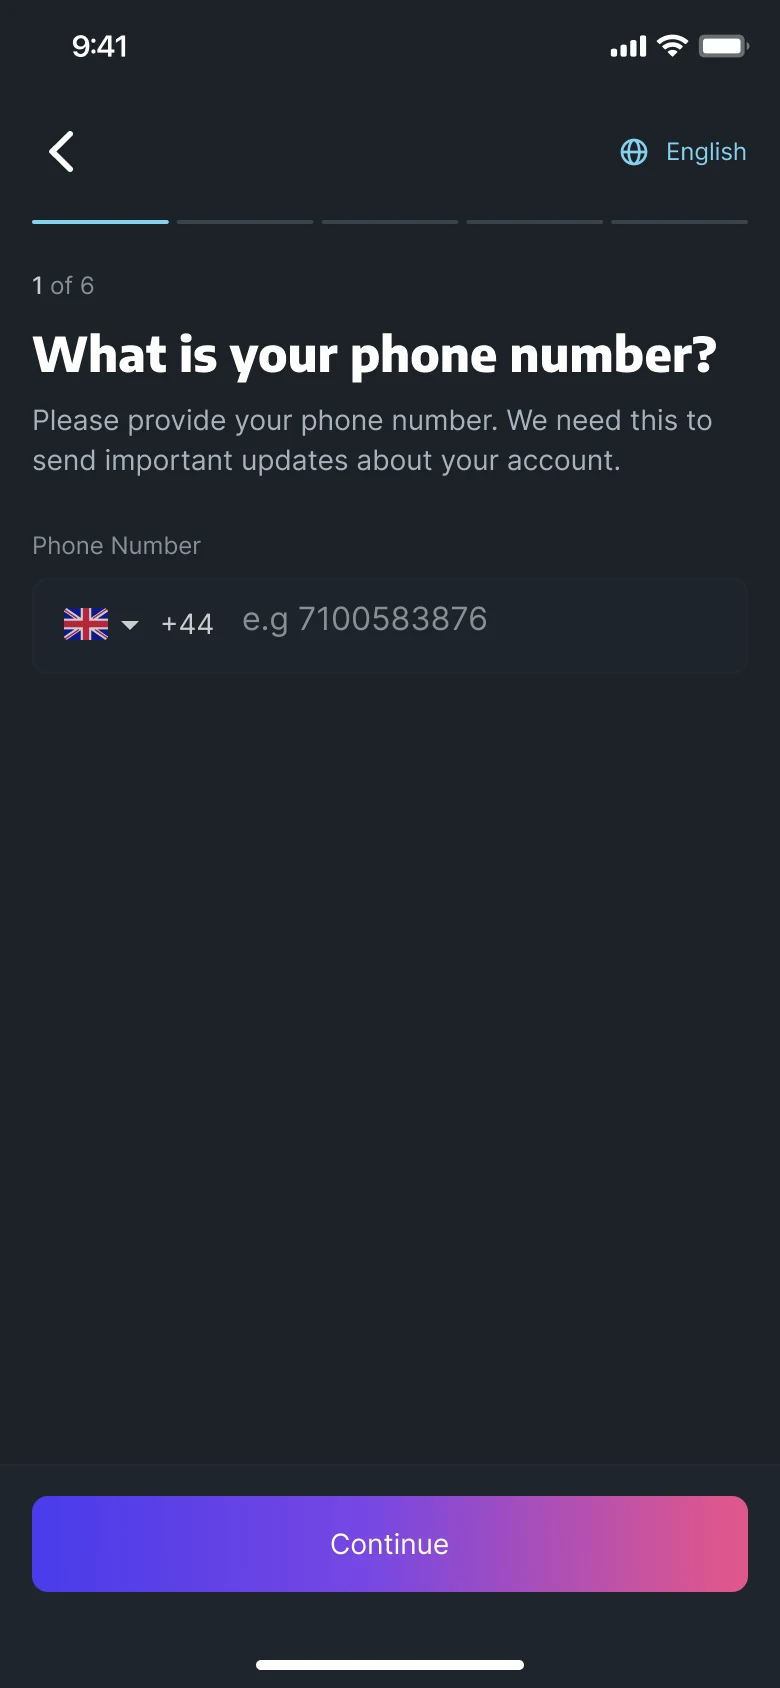 9:41
English
1 of 6
What is your phone number?
Please provide your phone number. We need this to
send important updates about your account.
Phone Number
+44 e.g 7100583876
Continue